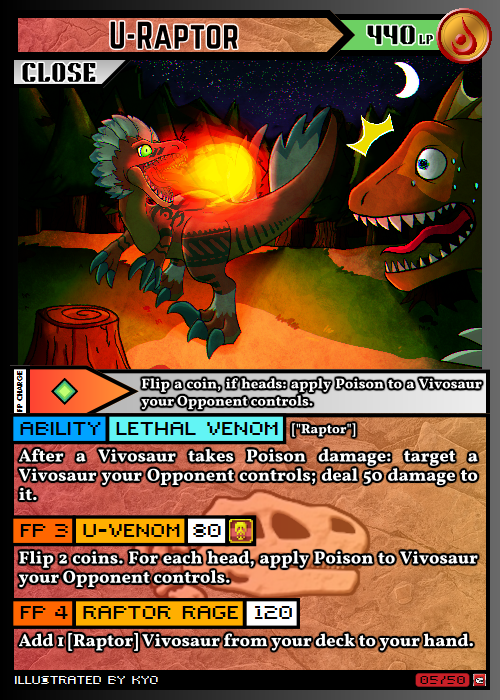 U-Raptor
440 LP
CLOSE
FP CHARGE
Flip a coin, if heads: apply Poison to a Vivosaur
your Opponent controls.
ABILITY LETHAL VENOM ["Raptor"]
After a Vivosaur takes Poison damage: target a
Vivosaur your Opponent controls; deal 50 damage to
it.
FP 3 U-VENOM 80
Flip 2 coins. For each head, apply Poison to Vivosaur
your Opponent controls.
FP 4 RAPTOR RAGE 120
Add 1 [Raptor] Vivosaur from your deck to your hand.
ILLUSTRATED BY KYO
05/50